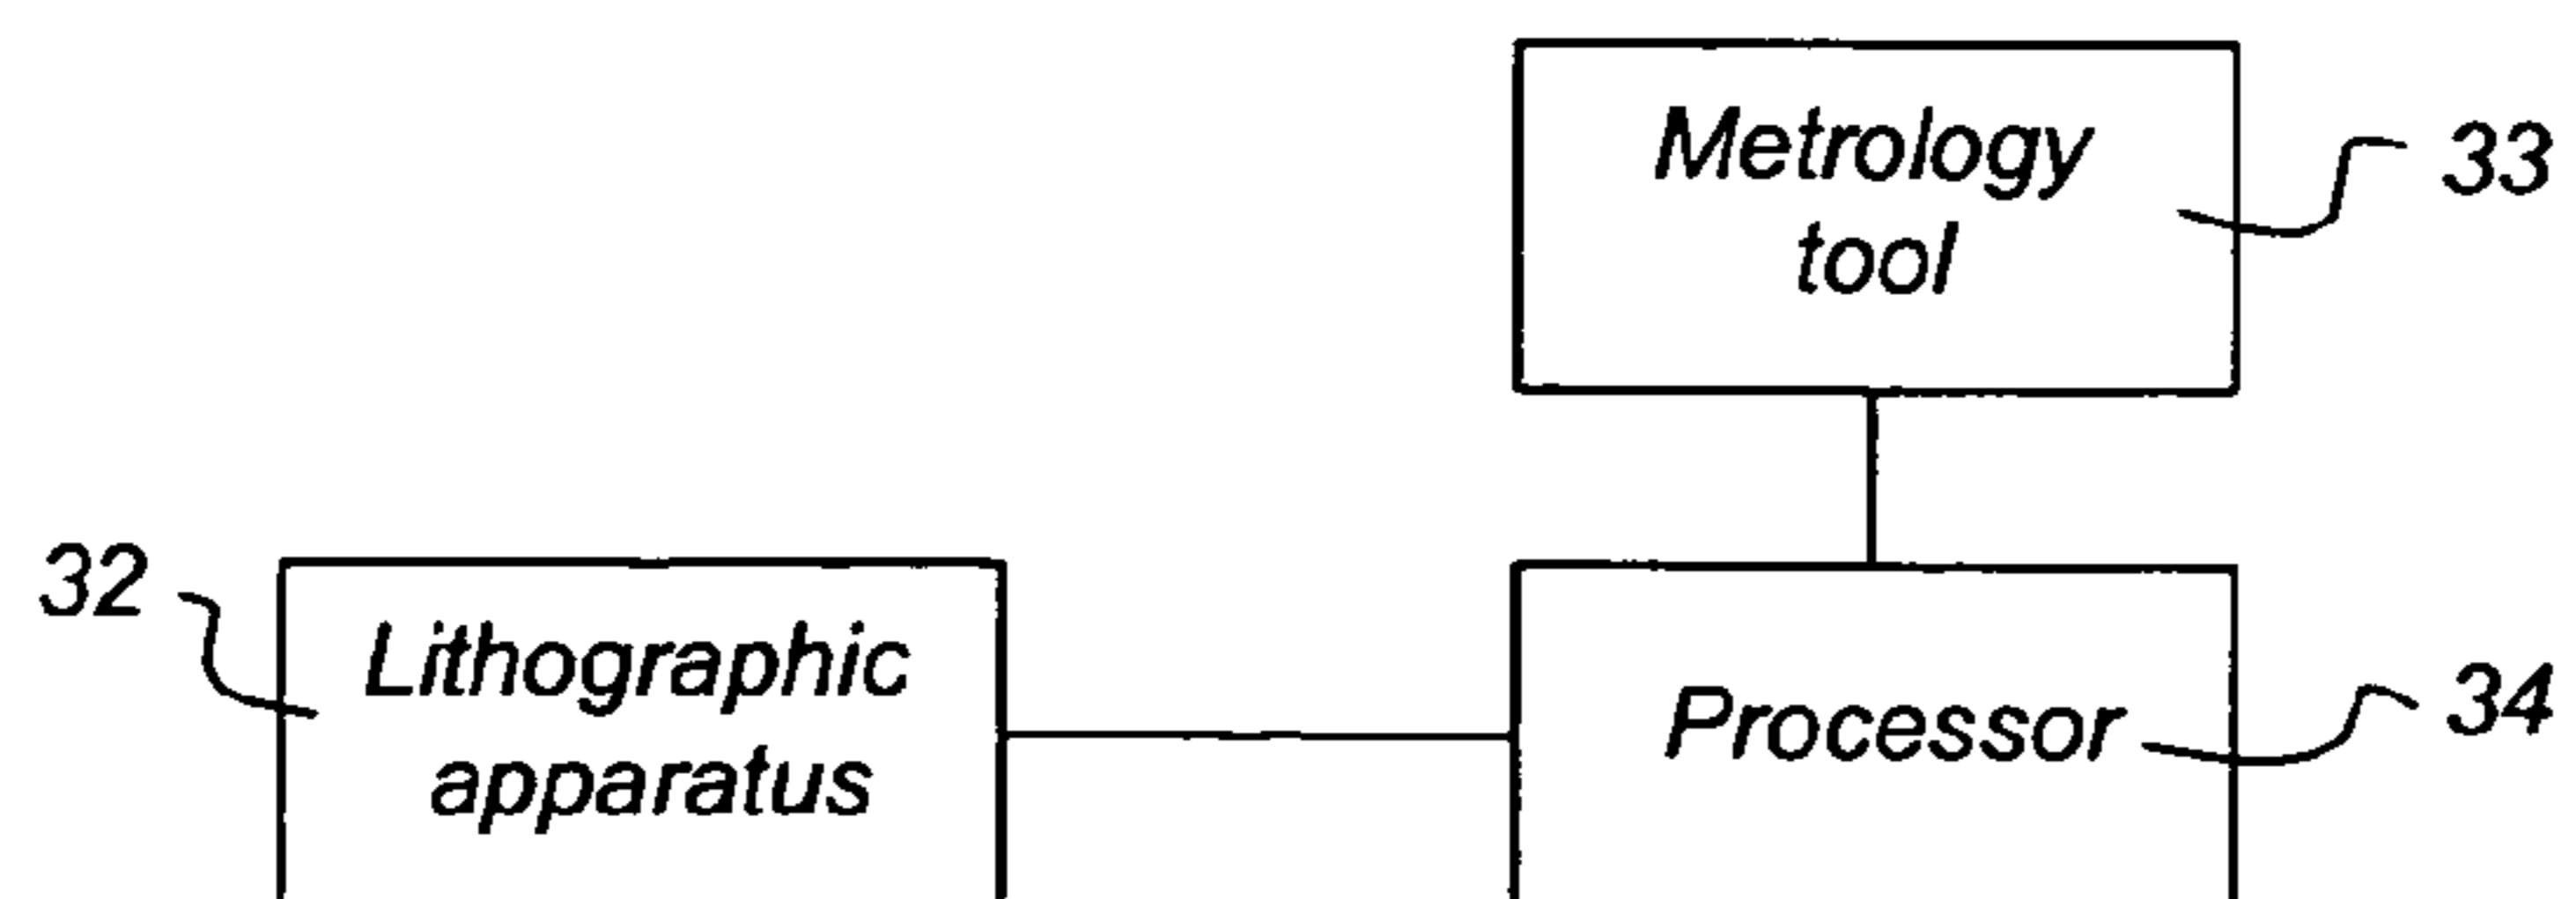 Metrology
tool
33
32
Lithographic
apparatus
Processor
34